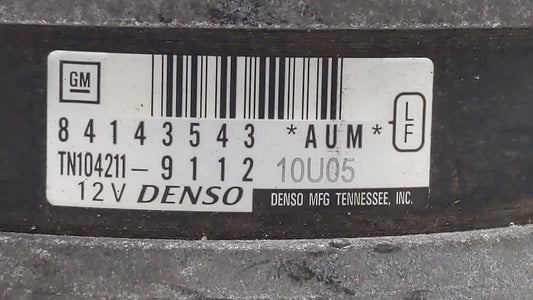 GM
84143543 *AUM* LF
TN104211-9112 10U05
12V DENSO DENSO MFG TENNESSEE, INC.